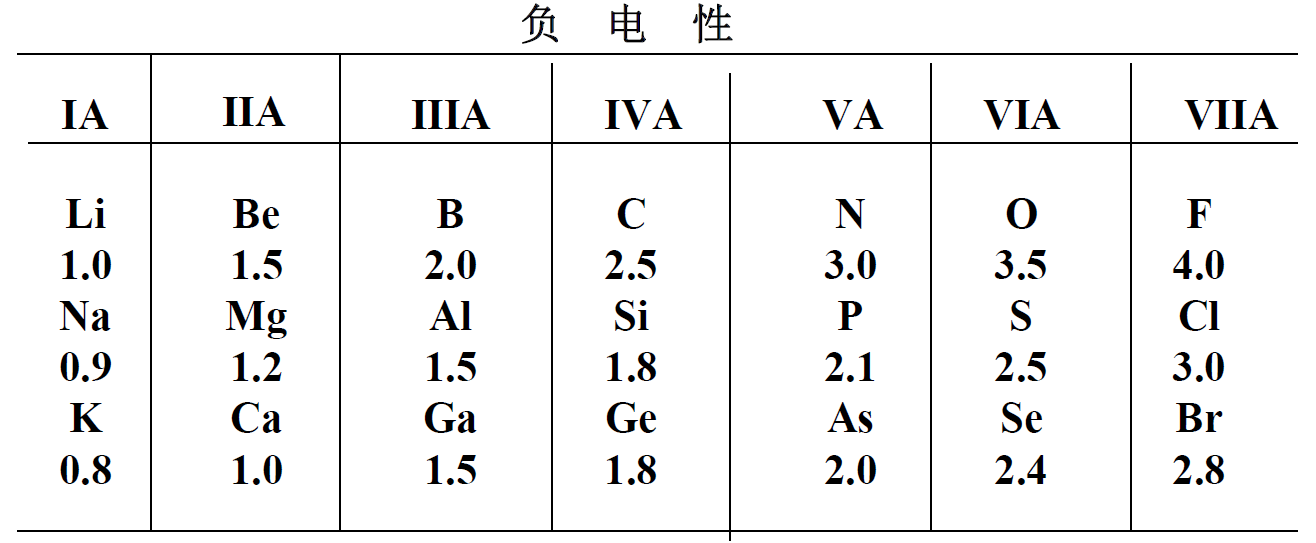 负 电 性
IA IIA IIIA IVA VA VIA VIIA
Li Be B C N O F
1.0 1.5 2.0 2.5 3.0 3.5 4.0
Na Mg Al Si P S Cl
0.9 1.2 1.5 1.8 2.1 2.5 3.0
K Ca Ga Ge As Se Br
0.8 1.0 1.5 1.8 2.0 2.4 2.8